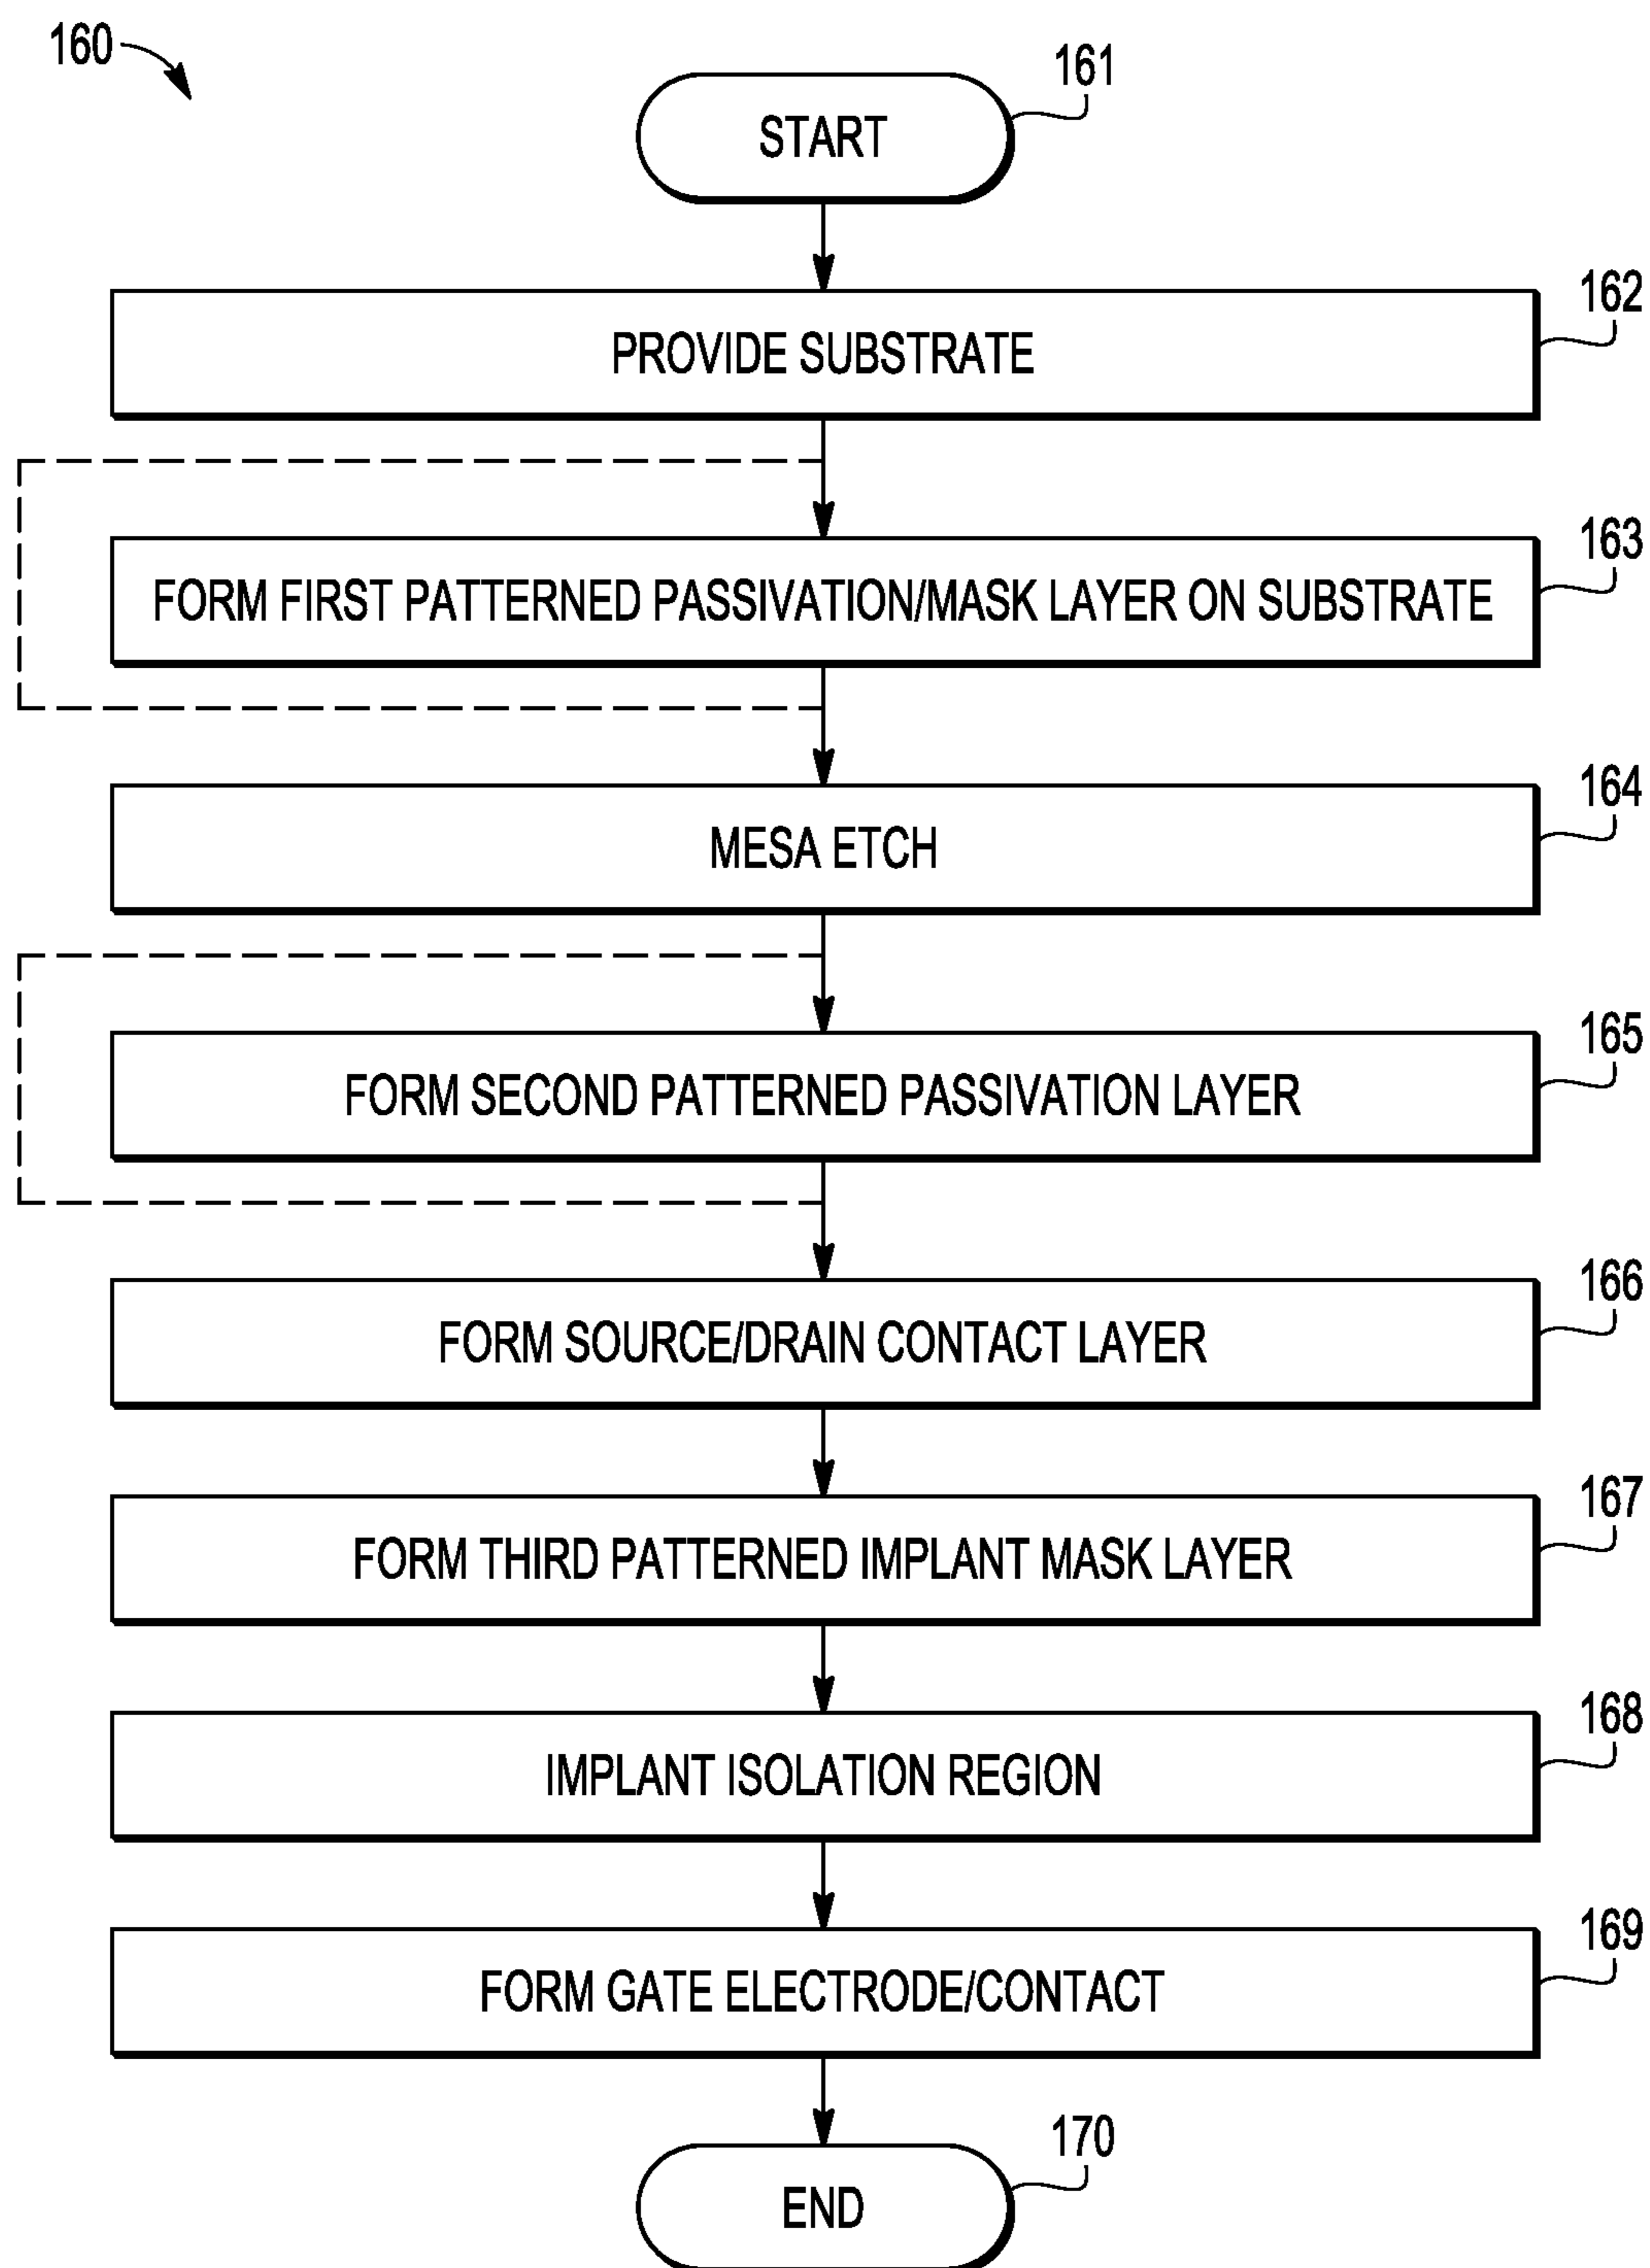 160
161
START
162
PROVIDE SUBSTRATE
163
FORM FIRST PATTERNED PASSIVATION/MASK LAYER ON SUBSTRATE
164
MESA ETCH
165
FORM SECOND PATTERNED PASSIVATION LAYER
166
FORM SOURCE/DRAIN CONTACT LAYER
167
FORM THIRD PATTERNED IMPLANT MASK LAYER
168
IMPLANT ISOLATION REGION
169
FORM GATE ELECTRODE/CONTACT
170
END